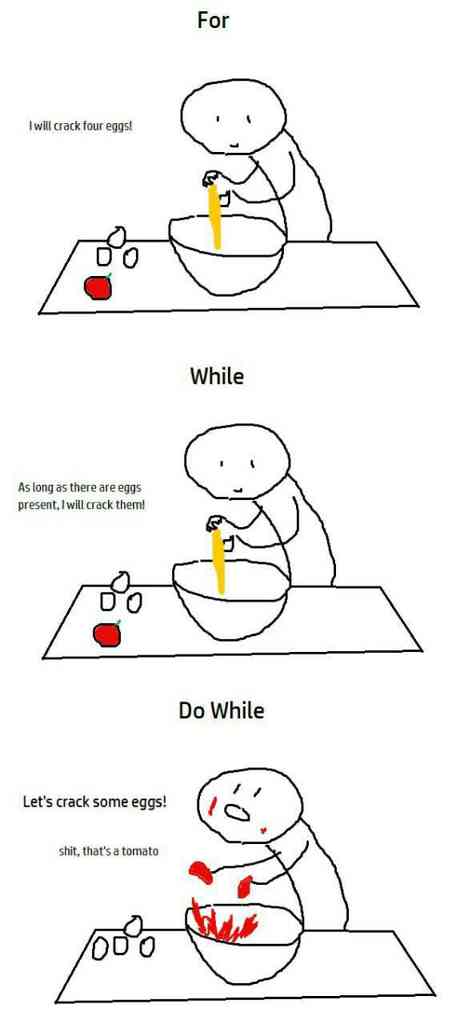 For
I will crack four eggs!
While
As long as there are eggs
present, I will crack them!
Do While
Let's crack some eggs!
shit, that's a tomato